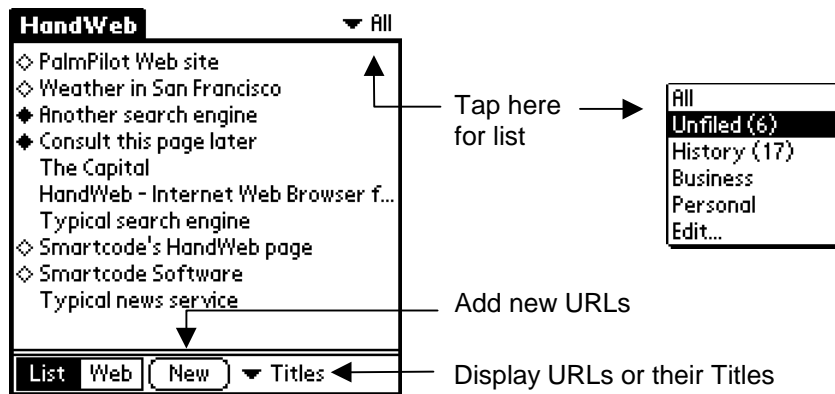 HandWeb
All
PalmPilot Web site
Weather in San Francisco
Another search engine
Consult this page later
The Capital
HandWeb - Internet Web Browser f...
Typical search engine
Smartcode's HandWeb page
Smartcode Software
Typical news service
List Web New Titles
Tap here
for list
All
Unfiled (6)
History (17)
Business
Personal
Edit...
Add new URLs
Display URLs or their Titles